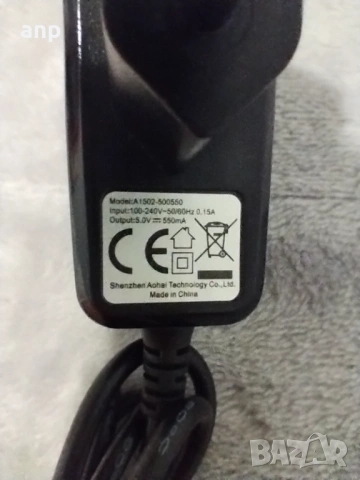 anp
Model:A1502-500550
Input:100-240V~50/60Hz 0.15A
Output:5.0V⎓550mA
CE
Shenzhen Aohai Technology Co.,Ltd.
Made in China
BAZAR